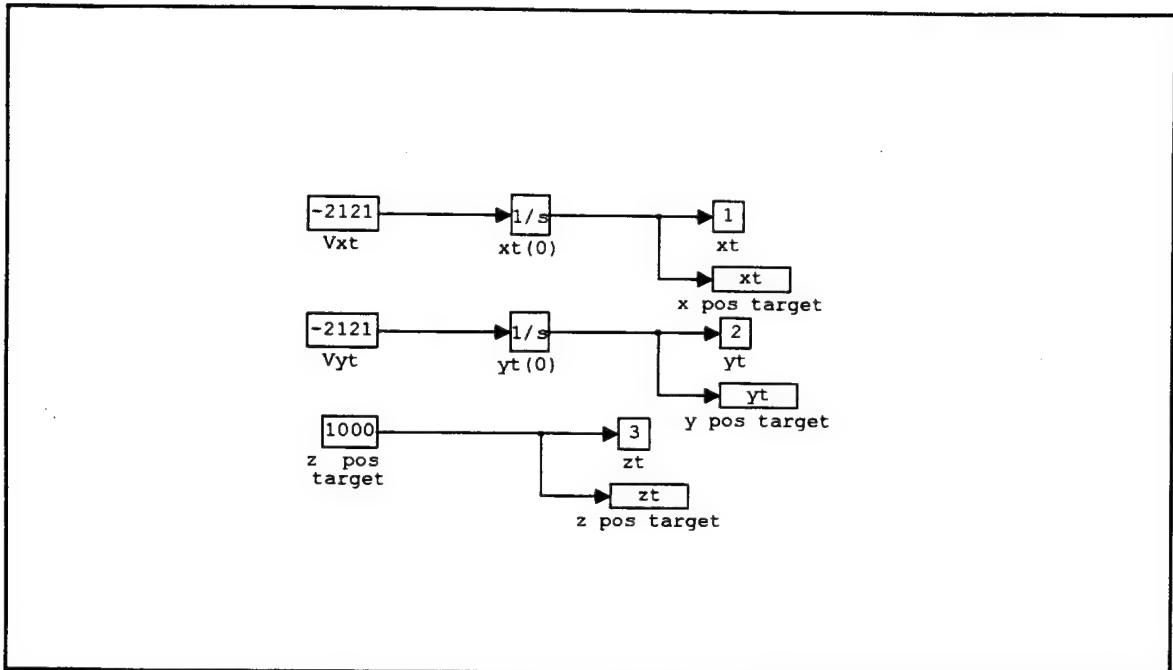 -2121
1/s
1
Vxt
xt(0)
xt
xt
x pos target
-2121
1/s
2
Vyt
yt(0)
yt
yt
y pos target
1000
3
z pos
target
zt
zt
z pos target